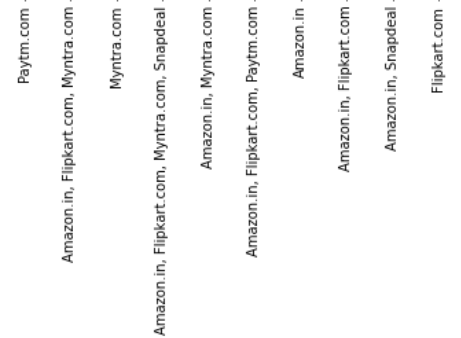 Paytm.com
Amazon.in, Flipkart.com, Myntra.com
Myntra.com
Amazon.in, Flipkart.com, Myntra.com, Snapdeal
Amazon.in, Myntra.com
Amazon.in, Flipkart.com, Paytm.com
Amazon.in
Amazon.in, Flipkart.com
Amazon.in, Snapdeal
Flipkart.com